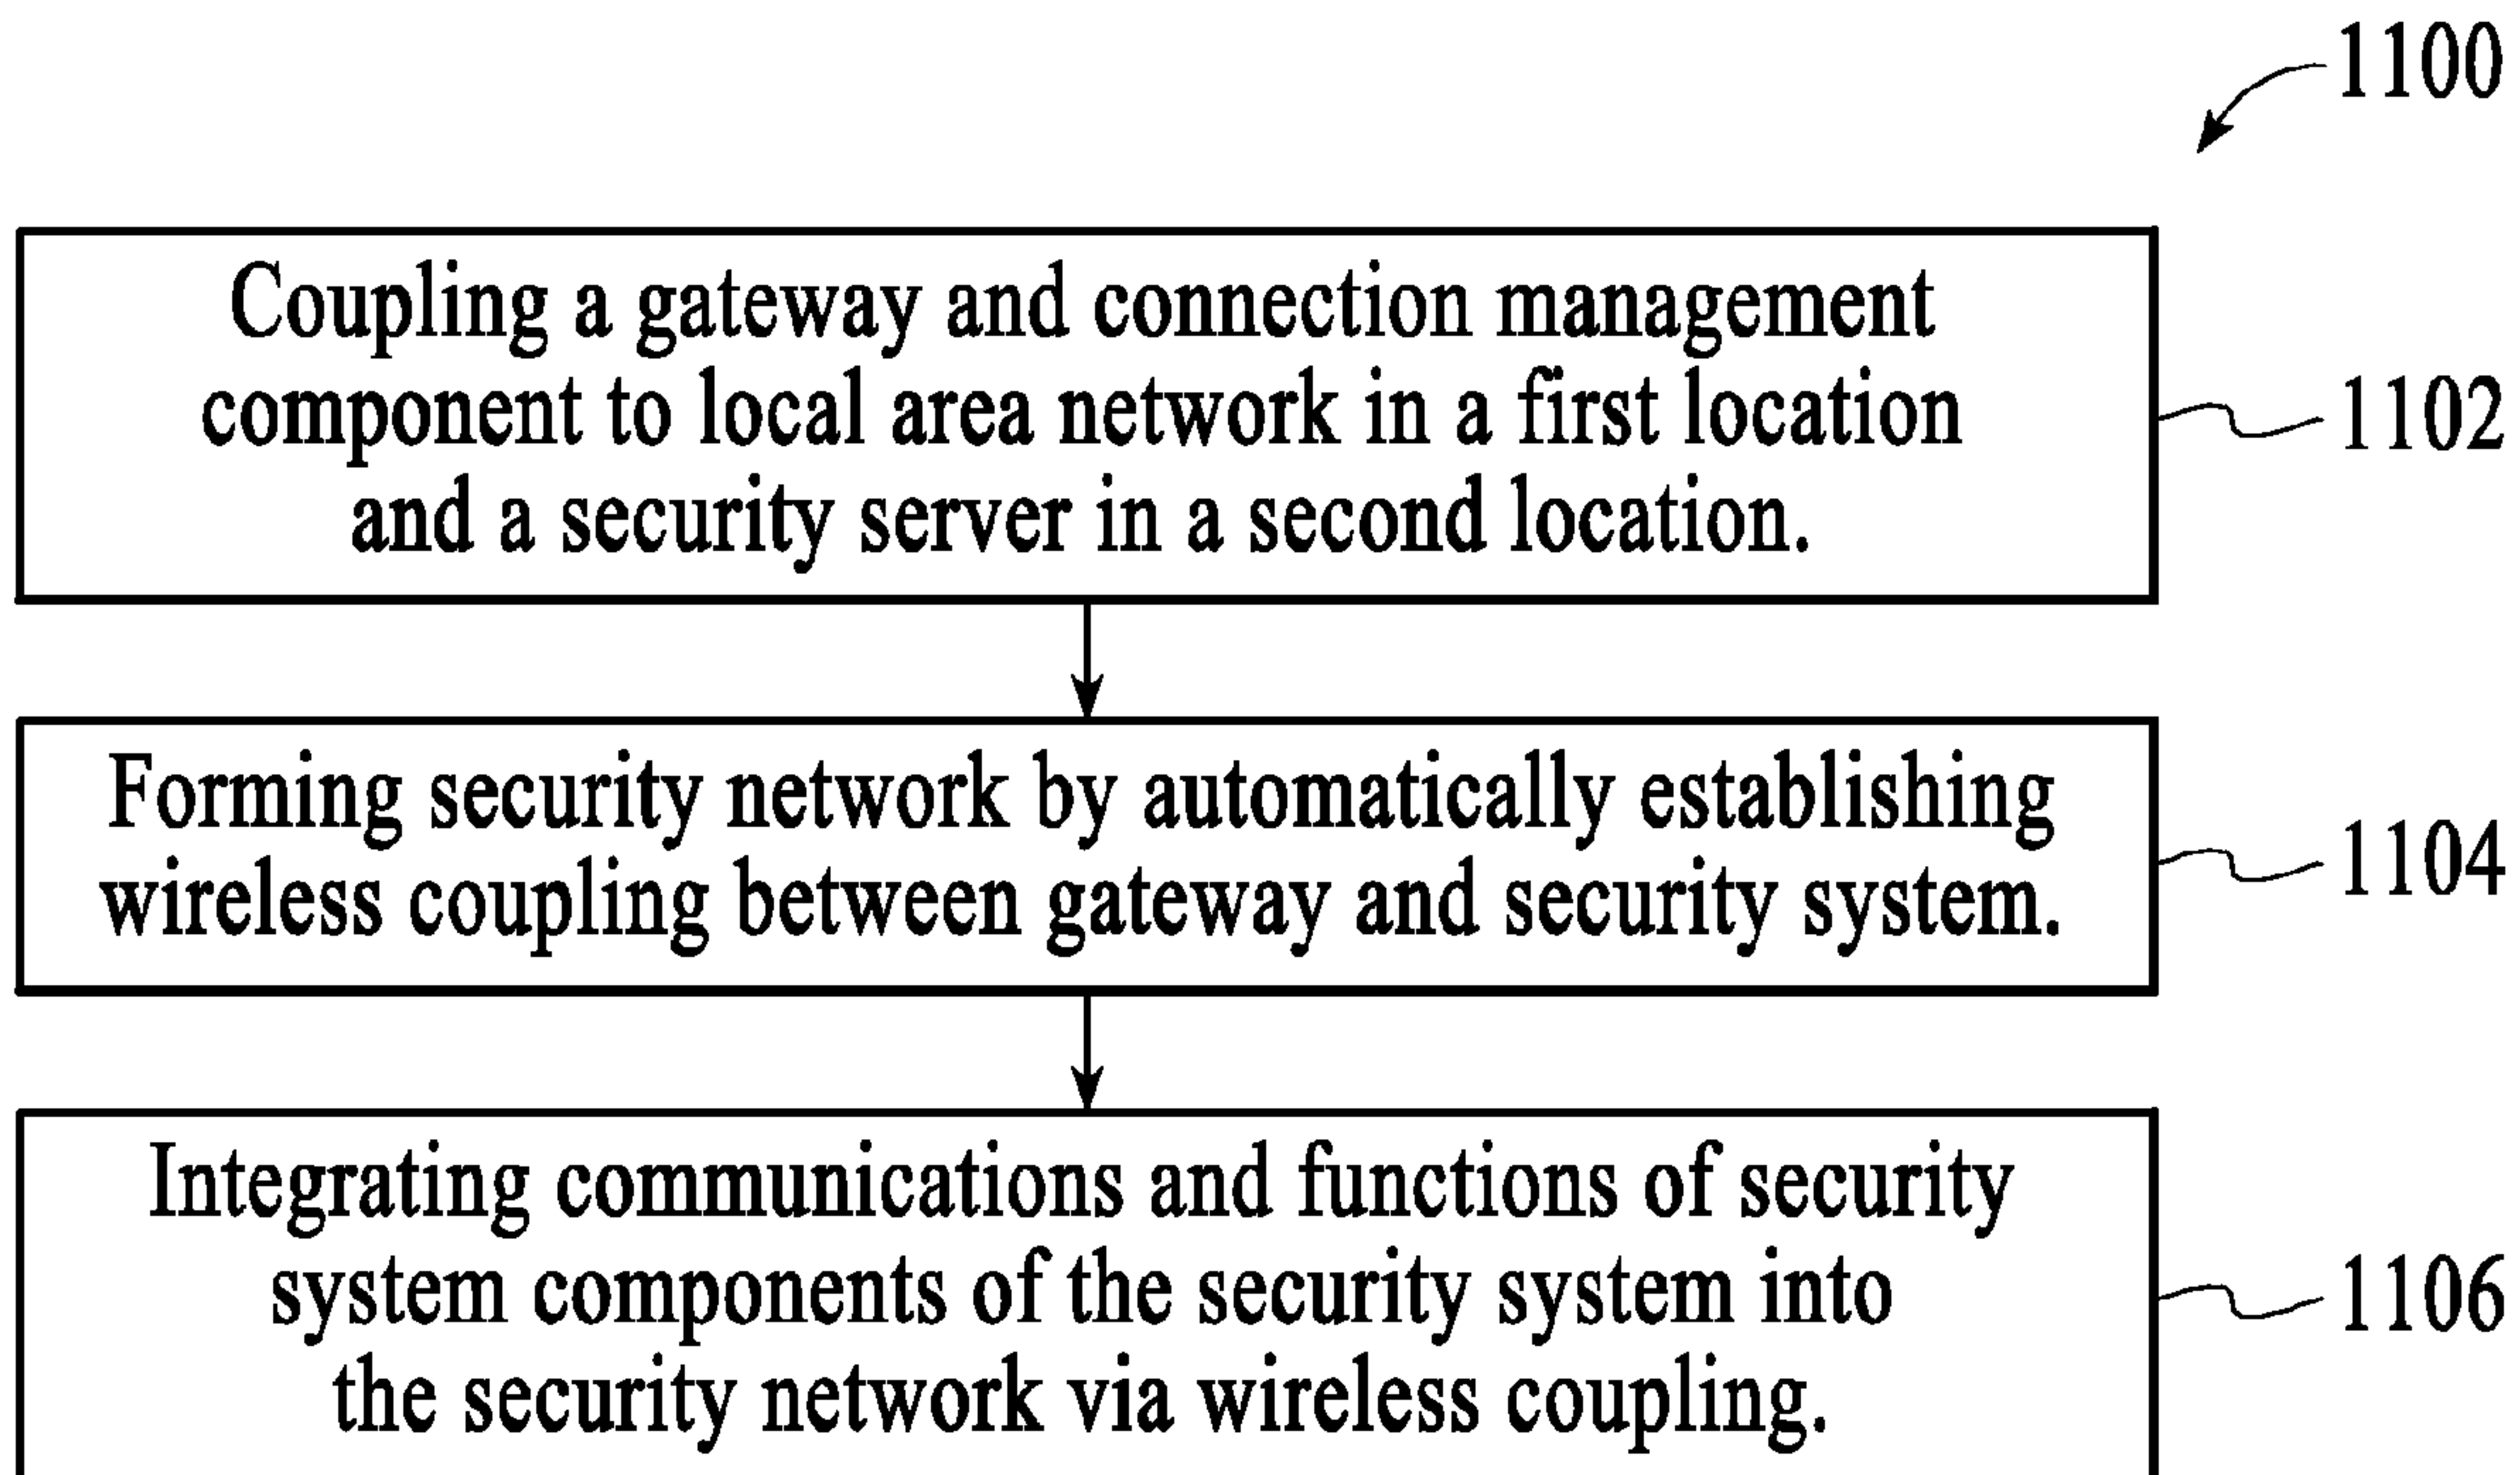 1100
Coupling a gateway and connection management
component to local area network in a first location
and a security server in a second location.
1102
Forming security network by automatically establishing
wireless coupling between gateway and security system.
1104
Integrating communications and functions of security
system components of the security system into
the security network via wireless coupling.
1106